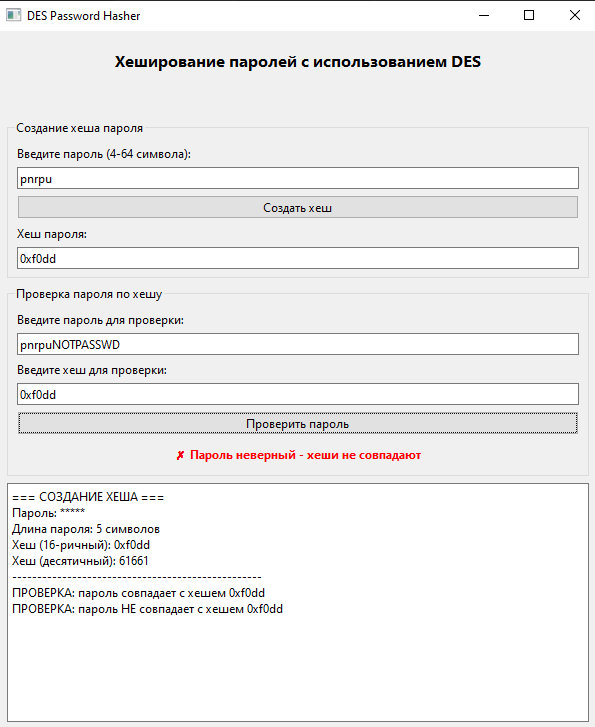 DES Password Hasher
Хеширование паролей с использованием DES
Создание хеша пароля
Введите пароль (4-64 символа):
pnrpu
Создать хеш
Хеш пароля:
0xf0dd
Проверка пароля по хешу
Введите пароль для проверки:
pnrpuNOTPASSWD
Введите хеш для проверки:
0xf0dd
Проверить пароль
✗ Пароль неверный - хеши не совпадают
=== СОЗДАНИЕ ХЕША ===
Пароль: *****
Длина пароля: 5 символов
Хеш (16-ричный): 0xf0dd
Хеш (десятичный): 61661
--------------------------------------------------
ПРОВЕРКА: пароль совпадает с хешем 0xf0dd
ПРОВЕРКА: пароль НЕ совпадает с хешем 0xf0dd